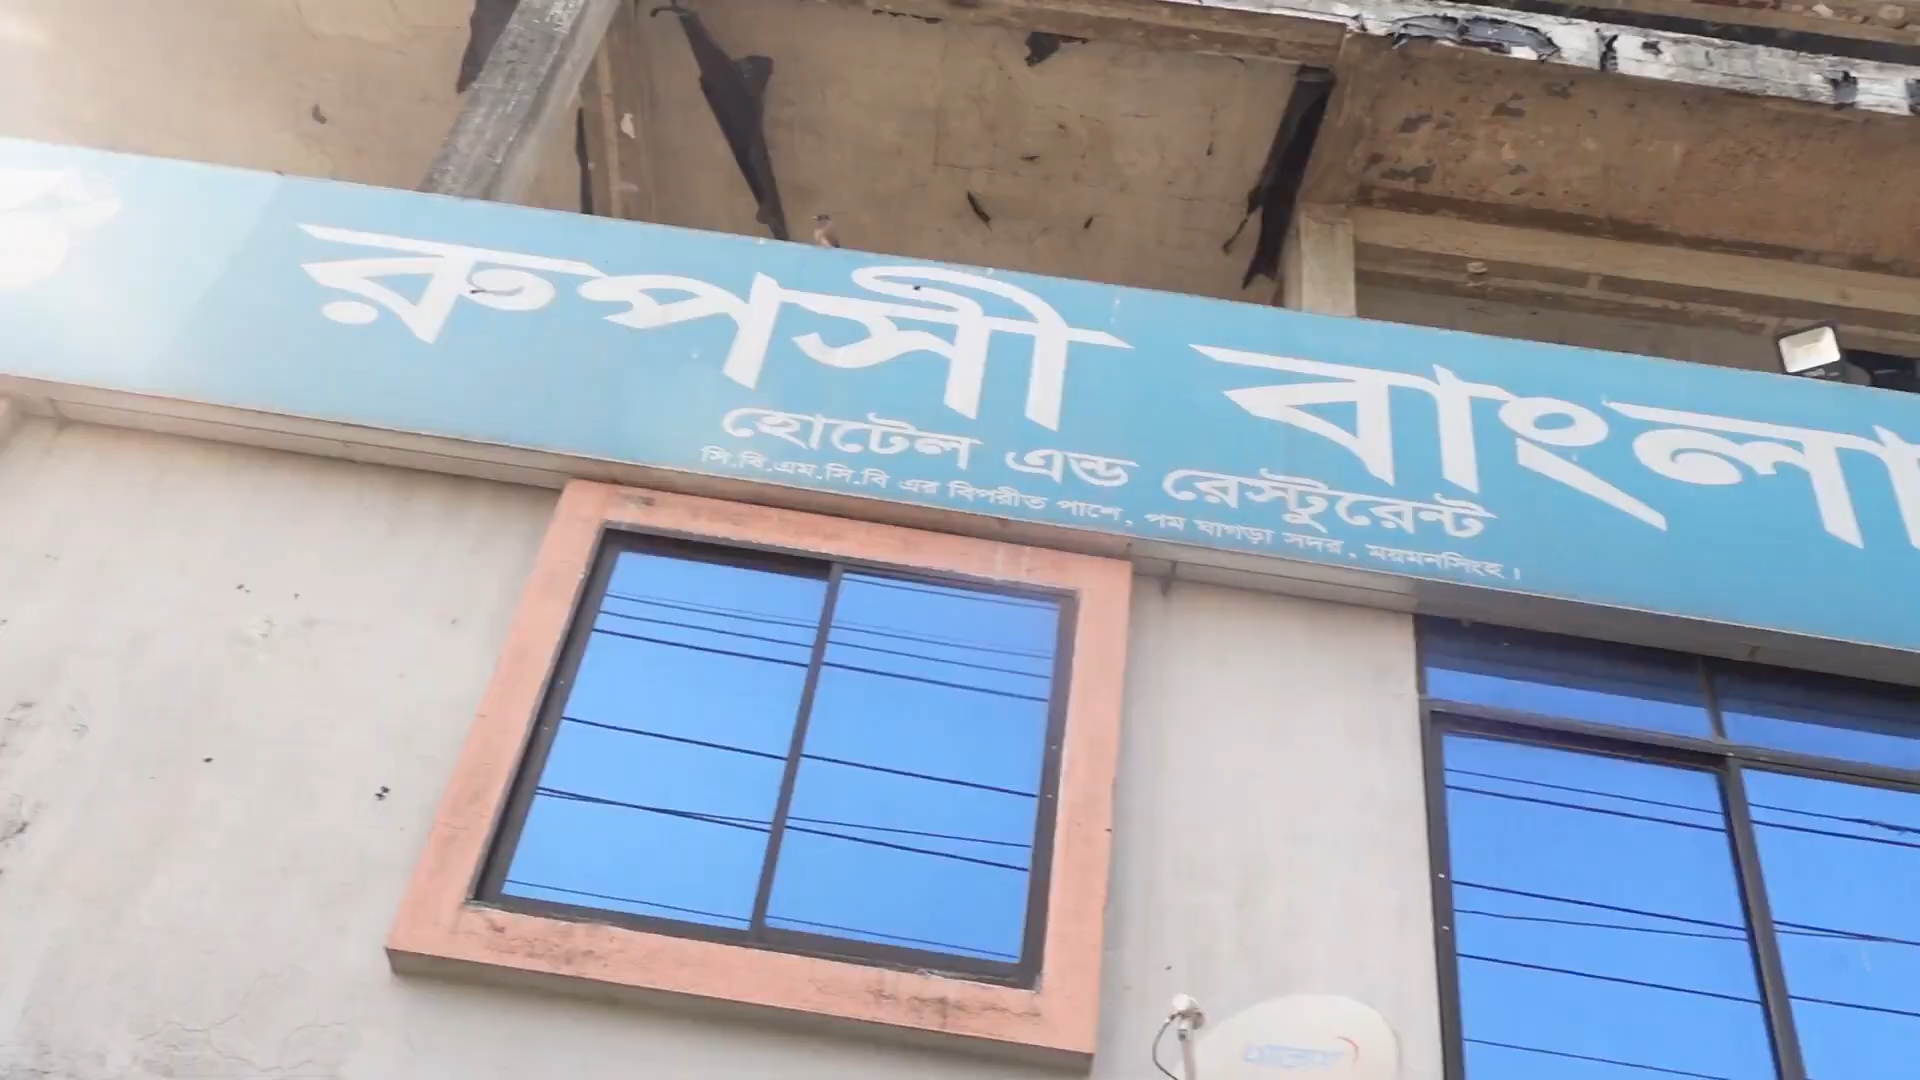 রুপসী বাংলা
হোটেল এন্ড রেস্টুরেন্ট
সি.বি.এম.সি.বি এর বিপরীত পাশে, পম ঘাগড়া সদর, ময়মনসিংহ।